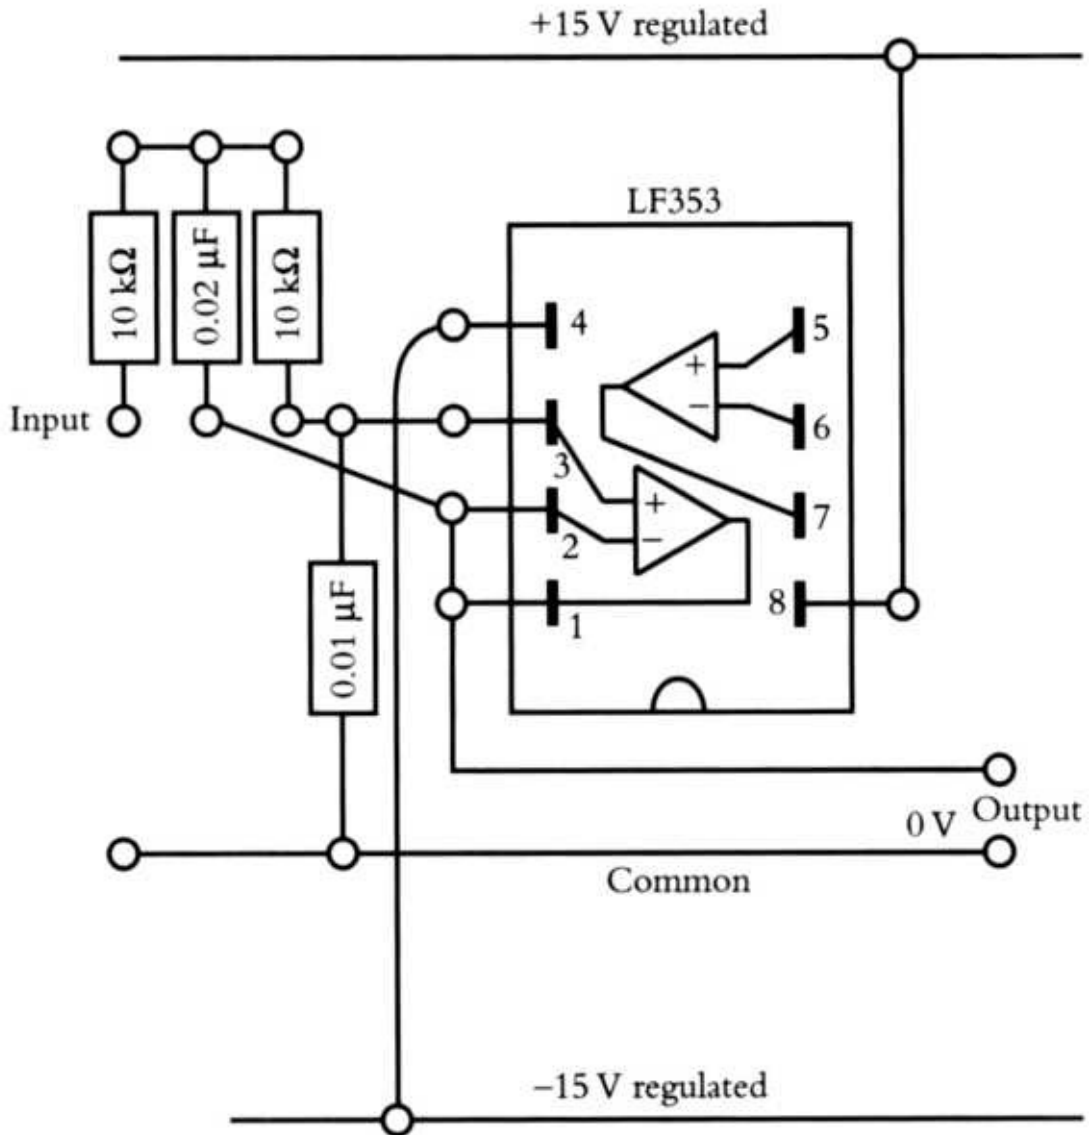 +15 V regulated
LF353
10 kΩ
0.02 µF
10 kΩ
4
5
+
−
6
Input
3
+
7
−
2
0.01 µF
8
1
0 V
Output
Common
−15 V regulated